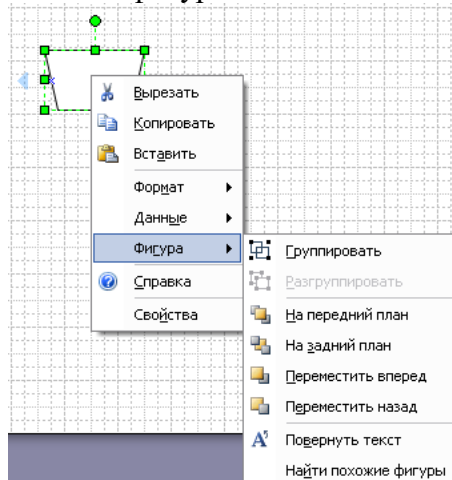 Вырезать
Копировать
Вставить
Формат
Данные
Фигура
Справка
Свойства
Группировать
Разгруппировать
На передний план
На задний план
Переместить вперед
Переместить назад
Повернуть текст
Найти похожие фигуры